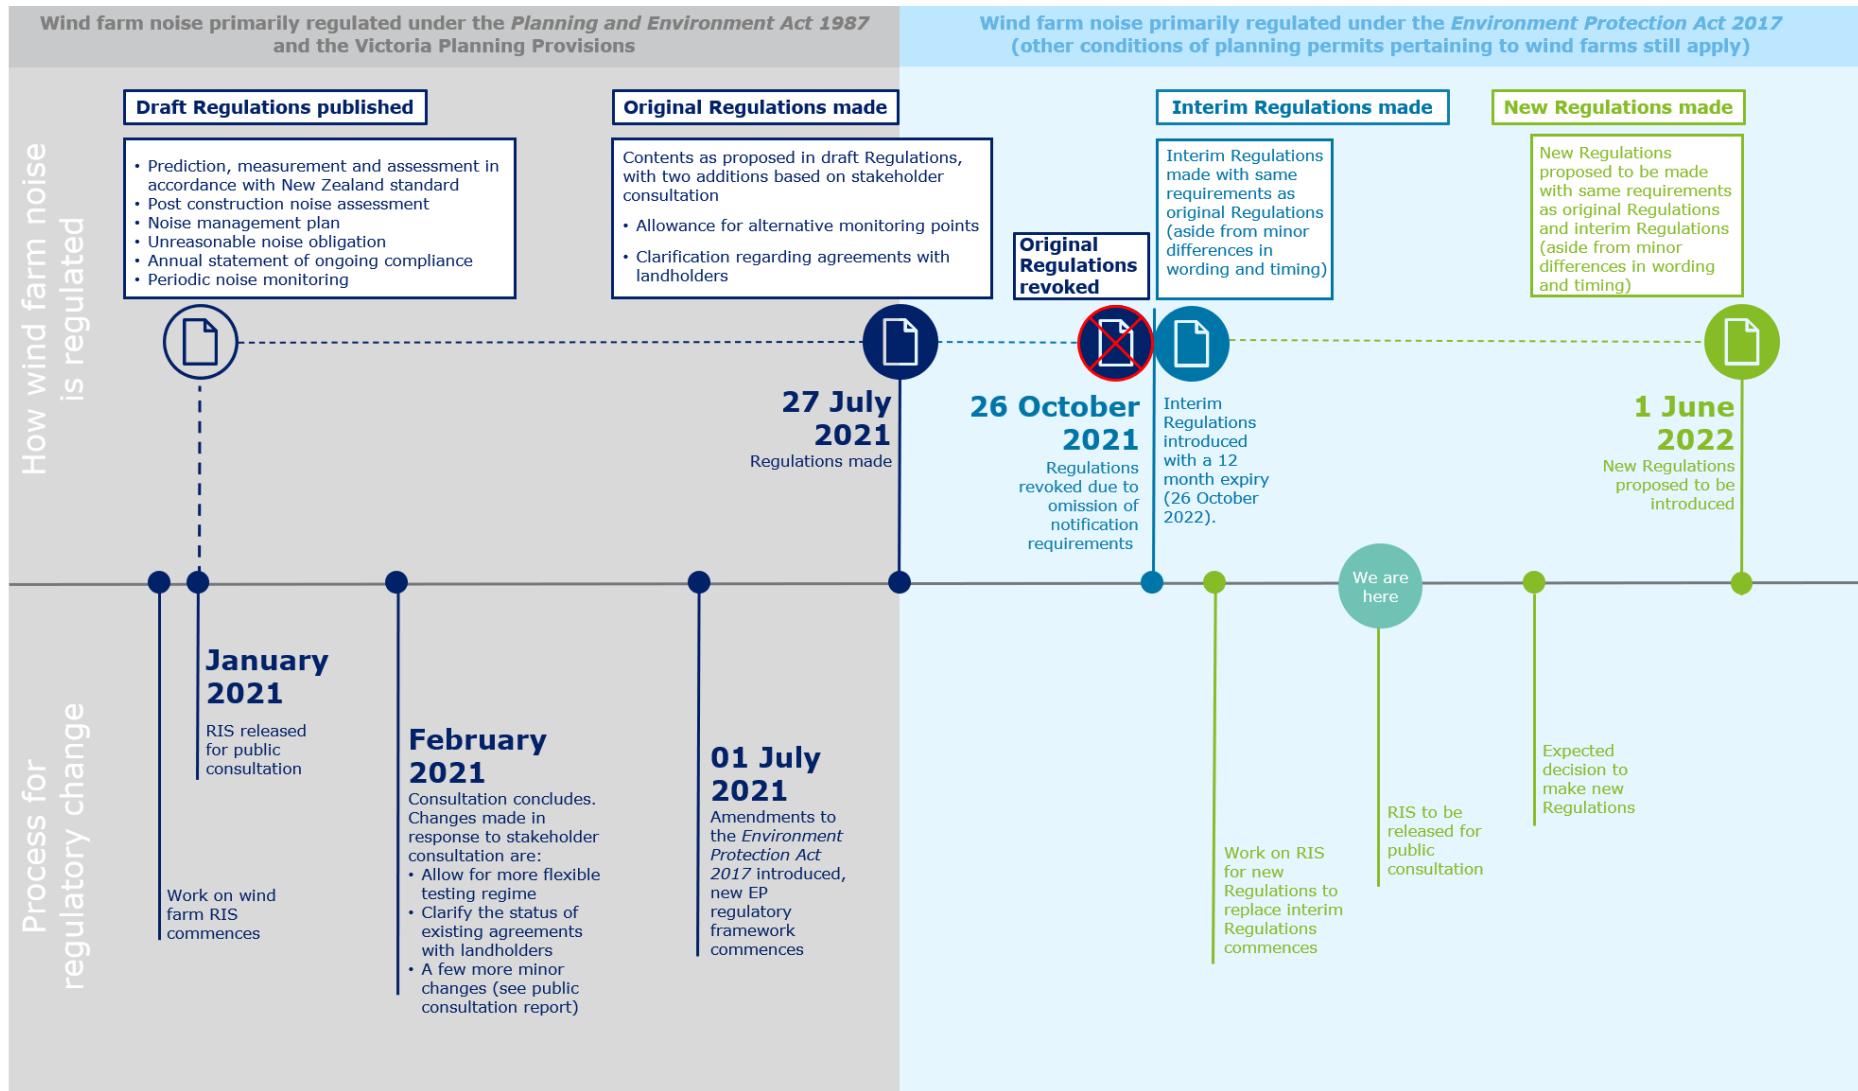 Wind farm noise primarily regulated under the Planning and Environment Act 1987
and the Victoria Planning Provisions
Wind farm noise primarily regulated under the Environment Protection Act 2017
(other conditions of planning permits pertaining to wind farms still apply)
How wind farm noise
is regulated
Draft Regulations published
• Prediction, measurement and assessment in
accordance with New Zealand standard
• Post construction noise assessment
• Noise management plan
• Unreasonable noise obligation
• Annual statement of ongoing compliance
• Periodic noise monitoring
Original Regulations made
Contents as proposed in draft Regulations,
with two additions based on stakeholder
consultation
• Allowance for alternative monitoring points
• Clarification regarding agreements with
landholders
Original
Regulations
revoked
Interim Regulations made
Interim Regulations
made with same
requirements as
original Regulations
(aside from minor
differences in
wording and timing)
New Regulations made
New Regulations
proposed to be made
with same requirements
as original Regulations
and interim Regulations
(aside from minor
differences in wording
and timing)
27 July
2021
Regulations made
26 October
2021
Regulations
revoked due to
omission of
notification
requirements
Interim
Regulations
introduced
with a 12
month expiry
(26 October
2022).
1 June
2022
New Regulations
proposed to be
introduced
We are
here
Process for
regulatory change
Work on wind
farm RIS
commences
January
2021
RIS released
for public
consultation
February
2021
Consultation concludes.
Changes made in
response to stakeholder
consultation are:
• Allow for more flexible
testing regime
• Clarify the status of
existing agreements
with landholders
• A few more minor
changes (see public
consultation report)
01 July
2021
Amendments to
the Environment
Protection Act
2017 introduced,
new EP
regulatory
framework
commences
Work on RIS
for new
Regulations to
replace interim
Regulations
commences
RIS to be
released for
public
consultation
Expected
decision to
make new
Regulations